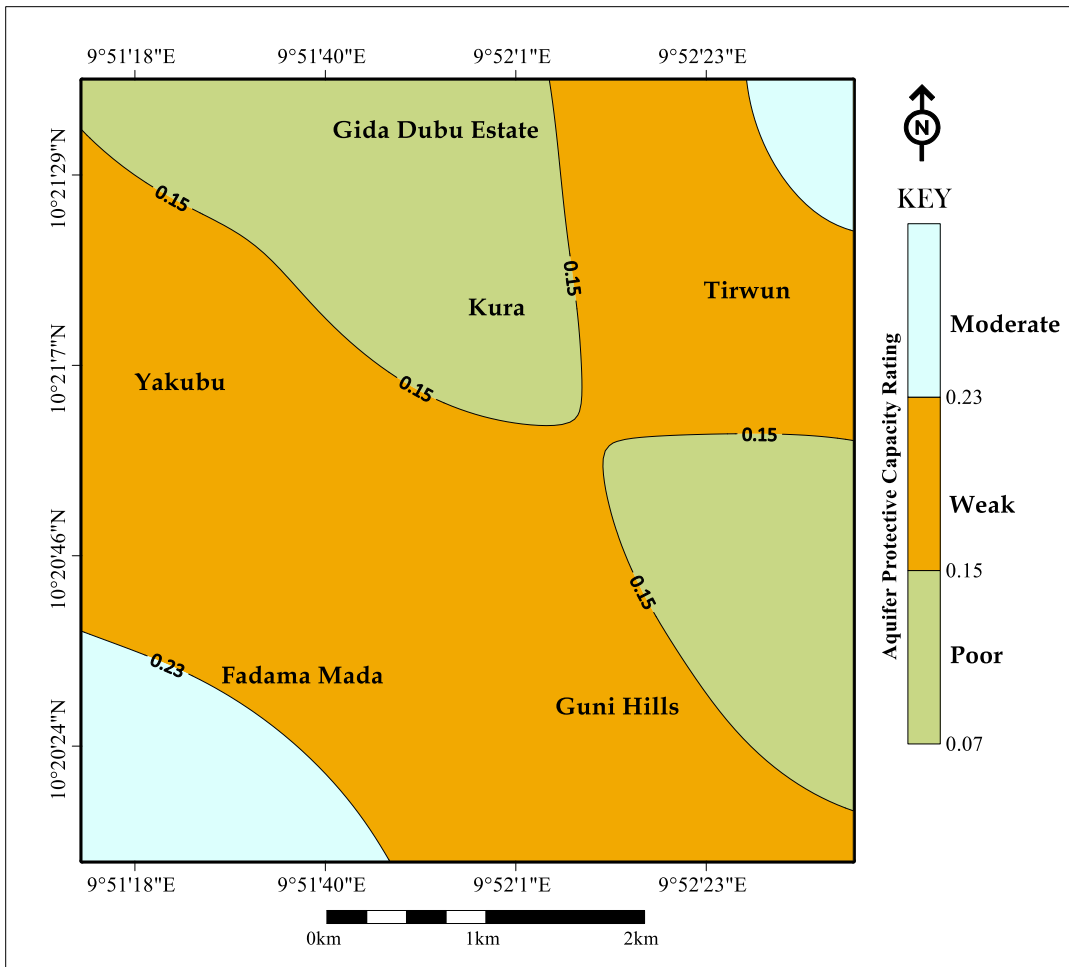 9°51'18"E 9°51'40"E 9°52'1"E 9°52'23"E
Gida Dubu Estate
N
10°21'29"N
0.15
KEY
0.15
Tirwun
Kura
Moderate
10°21'7"N
Yakubu
0.15
0.23
Aquifer Protective Capacity Rating
0.15
Weak
10°20'46"N
0.15
0.15
Poor
0.23
Fadama Mada
Guni Hills
10°20'24"N
0.07
9°51'18"E 9°51'40"E 9°52'1"E 9°52'23"E
0km 1km 2km